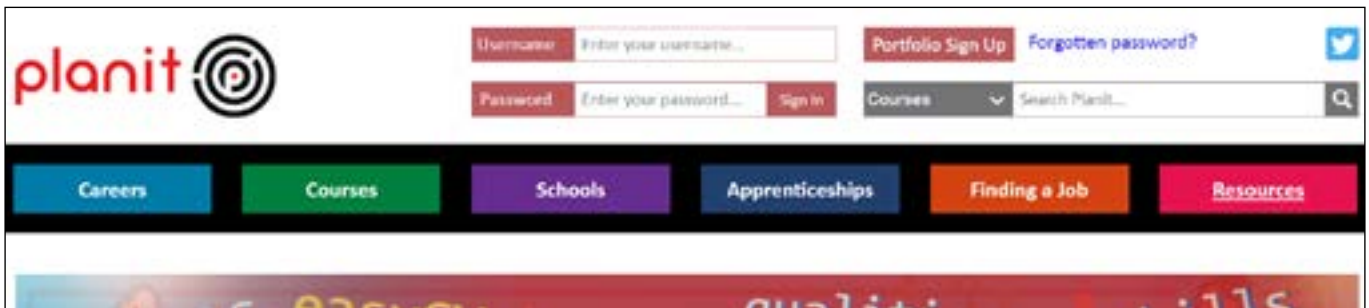 planit
Username Enter your username... Portfolio Sign Up Forgotten password?
Password Enter your password... Sign In Courses Search Planit...
Careers Courses Schools Apprenticeships Finding a Job Resources